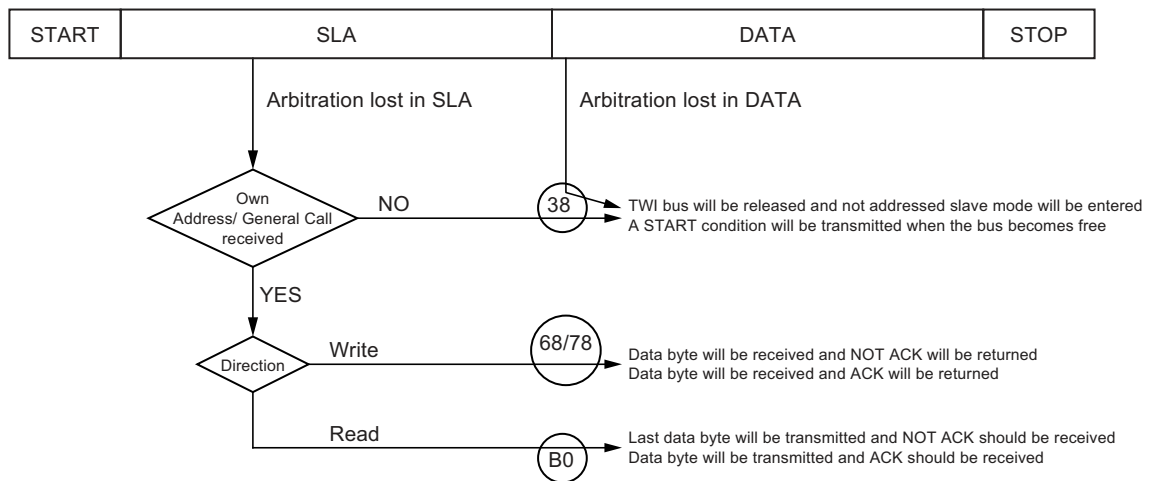 START SLA DATA STOP
Arbitration lost in SLA
Arbitration lost in DATA
Own
Address/ General Call
received
NO
38
TWI bus will be released and not addressed slave mode will be entered
A START condition will be transmitted when the bus becomes free
YES
Direction
Write
68/78
Data byte will be received and NOT ACK will be returned
Data byte will be received and ACK will be returned
Read
B0
Last data byte will be transmitted and NOT ACK should be received
Data byte will be transmitted and ACK should be received